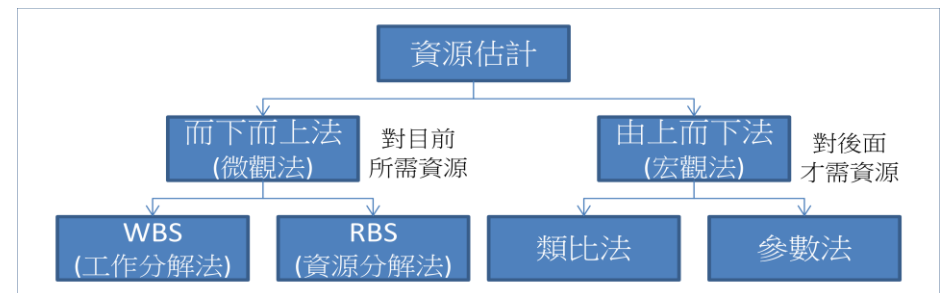 資源估計
而下而上法
(微觀法)
對目前
所需資源
由上而下法
(宏觀法)
對後面
才需資源
WBS
(工作分解法)
RBS
(資源分解法)
類比法
參數法